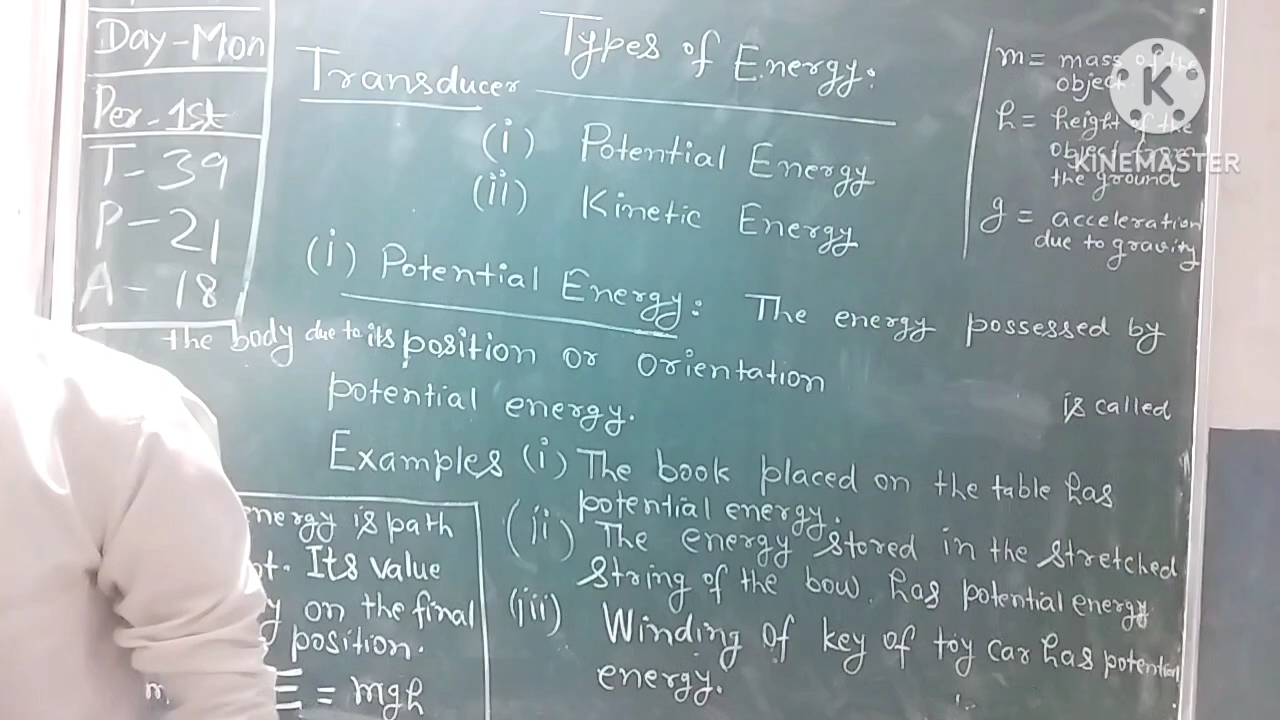 Day-Mon
Per-1st
T-39
P-21
A-18
Transducer
Types of Energy:
(i) Potential Energy
(ii) Kinetic Energy
m = mass of the
object
h = height of the
object from
the ground
g = acceleration
due to gravity
(i) Potential Energy: The energy possessed by
the body due to its position or orientation
is called
potential energy.
Examples (i) The book placed on the table has
potential energy.
(ii) The energy stored in the stretched
string of the bow. has potential energy
(iii) Winding of key of toy car has potential
energy.
energy is path
Its value
on the final
position.
= mgh
K
KINEMASTER